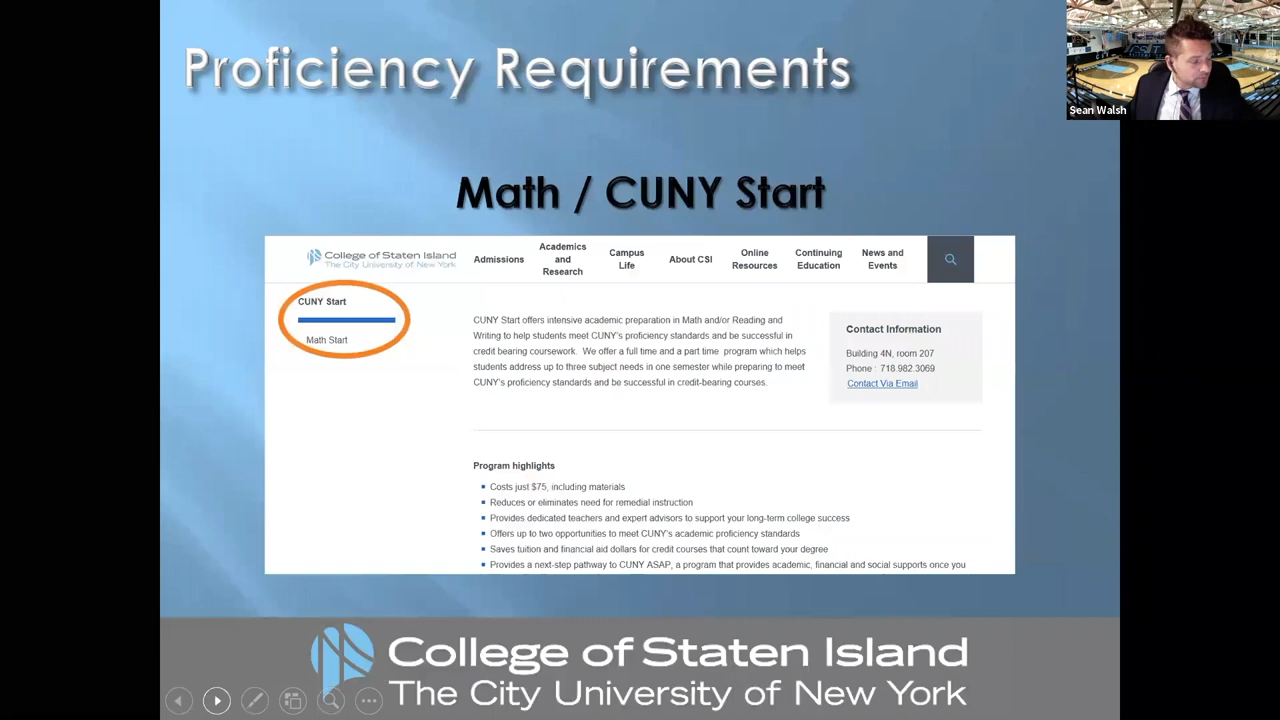 Proficiency Requirements
Sean Walsh
Math / CUNY Start
College of Staten Island
The City University of New York
Admissions
Academics
and
Research
Campus
Life
About CSI
Online
Resources
Continuing
Education
News and
Events
CUNY Start
Math Start
CUNY Start offers intensive academic preparation in Math and/or Reading and
Writing to help students meet CUNY's proficiency standards and be successful in
credit bearing coursework. We offer a full time and a part time program which helps
students address up to three subject needs in one semester while preparing to meet
CUNY's proficiency standards and be successful in credit-bearing courses.
Contact Information
Building 4N, room 207
Phone : 718.982.3069
Contact Via Email
Program highlights
Costs just $75, including materials
Reduces or eliminates need for remedial instruction
Provides dedicated teachers and expert advisors to support your long-term college success
Offers up to two opportunities to meet CUNY's academic proficiency standards
Saves tuition and financial aid dollars for credit courses that count toward your degree
Provides a next-step pathway to CUNY ASAP, a program that provides academic, financial and social supports once you
College of Staten Island
The City University of New York